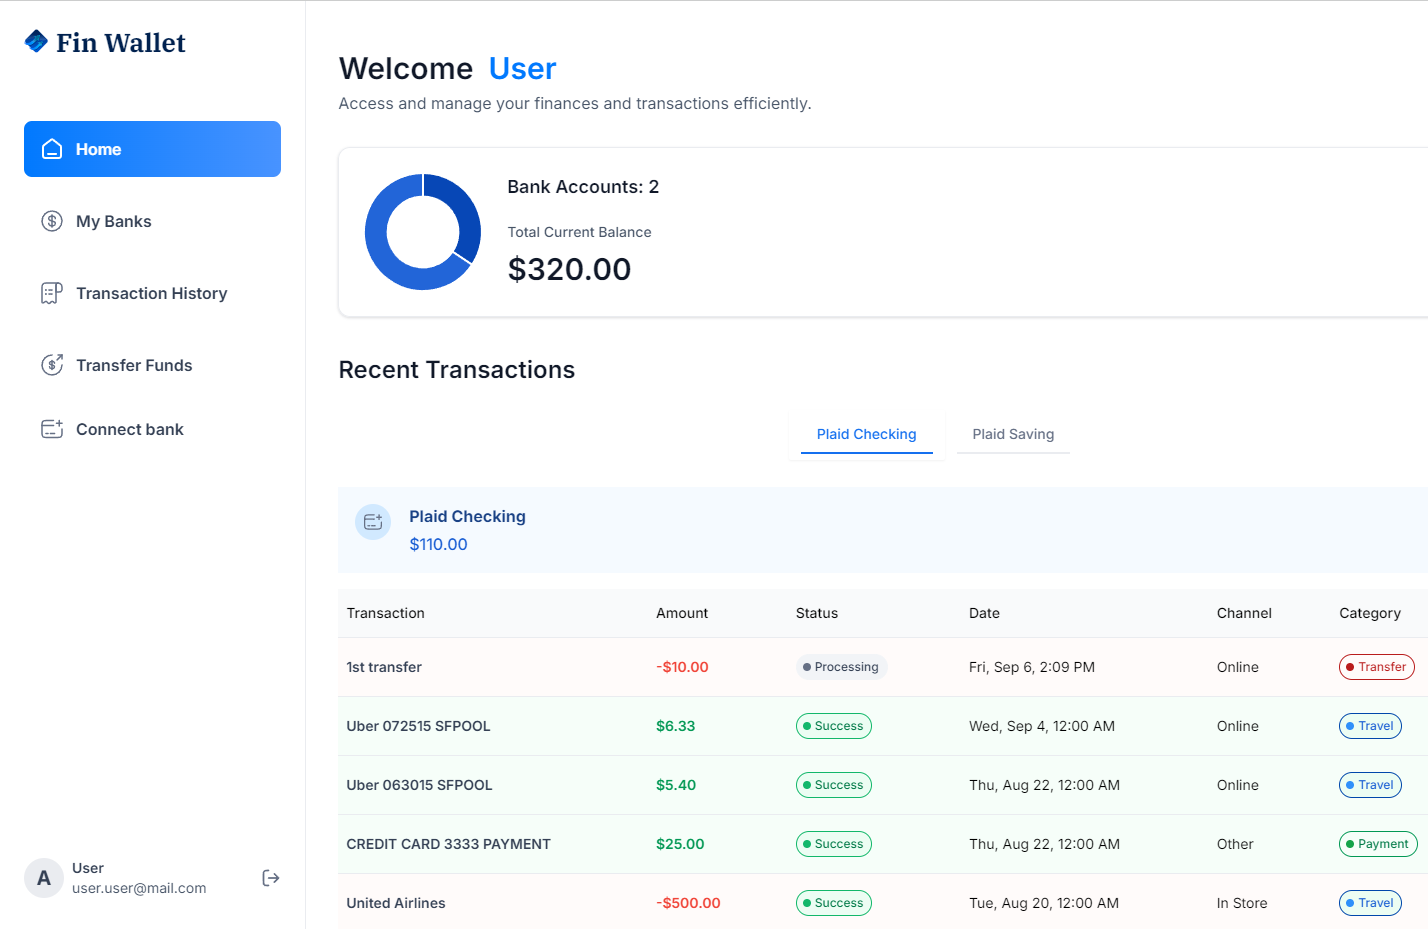 Fin Wallet
Home
My Banks
Transaction History
Transfer Funds
Connect bank
A
User
user.user@mail.com
Welcome User
Access and manage your finances and transactions efficiently.
Bank Accounts: 2
Total Current Balance
$320.00
Recent Transactions
Plaid Checking Plaid Saving
Plaid Checking
$110.00
Transaction Amount Status Date Channel Category
1st transfer -$10.00 Processing Fri, Sep 6, 2:09 PM Online Transfer
Uber 072515 SFPOOL $6.33 Success Wed, Sep 4, 12:00 AM Online Travel
Uber 063015 SFPOOL $5.40 Success Thu, Aug 22, 12:00 AM Online Travel
CREDIT CARD 3333 PAYMENT $25.00 Success Thu, Aug 22, 12:00 AM Other Payment
United Airlines -$500.00 Success Tue, Aug 20, 12:00 AM In Store Travel